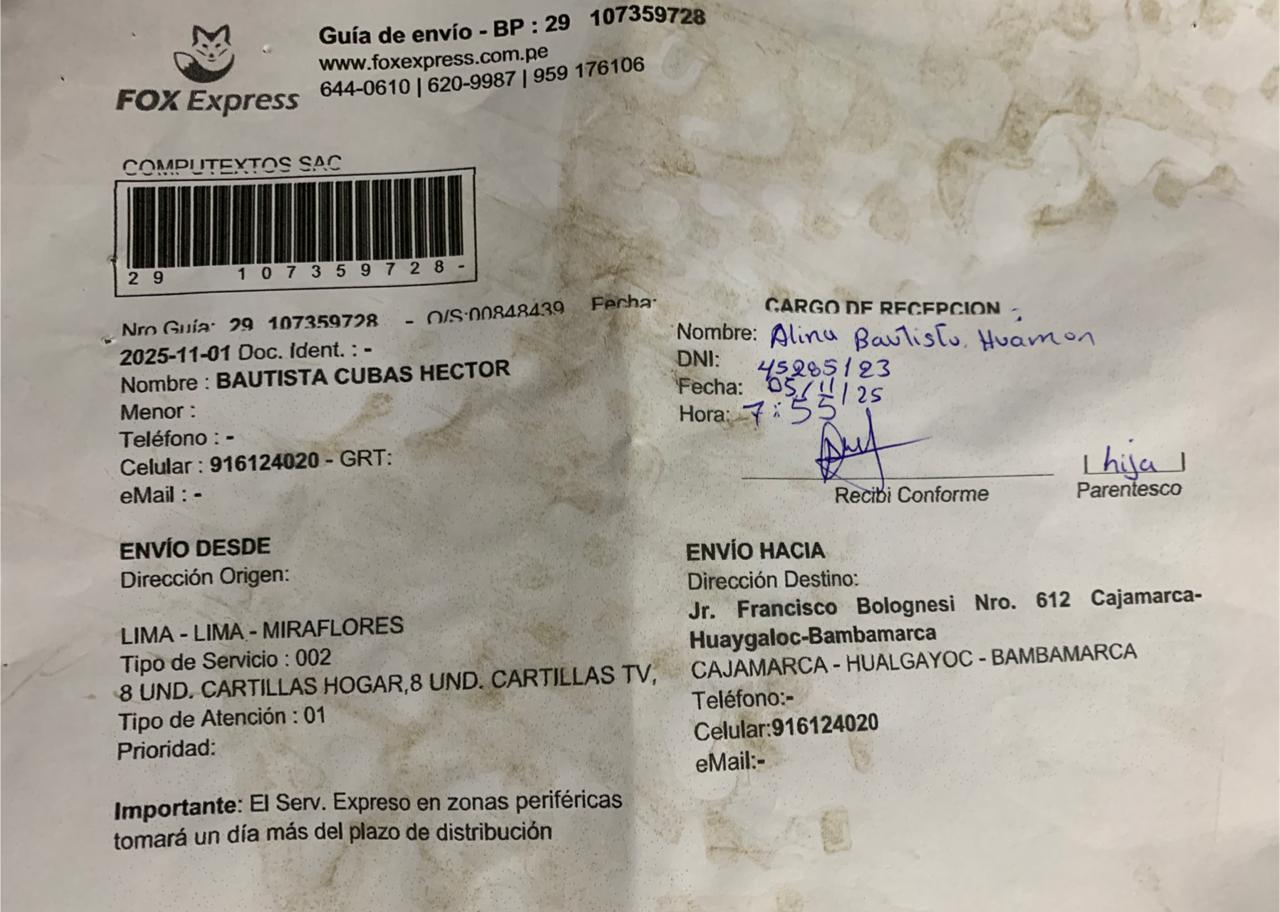 Guía de envío - BP : 29 107359728
www.foxexpress.com.pe
644-0610 | 620-9987 | 959 176106
FOX Express
COMPUTEXTOS SAC
29 107359728-
Nro Guía: 29 107359728 - O/S:00848439 Fecha:
2025-11-01 Doc. Ident. : -
Nombre : BAUTISTA CUBAS HECTOR
Menor :
Teléfono : -
Celular : 916124020 - GRT:
eMail : -
CARGO DE RECEPCION
Nombre: Alina Bautista Huamon
DNI: 45285123
Fecha: 05/11/25
Hora: 7:55
Recibi Conforme
hija
Parentesco
ENVÍO DESDE
Dirección Origen:
LIMA - LIMA - MIRAFLORES
Tipo de Servicio : 002
8 UND. CARTILLAS HOGAR,8 UND. CARTILLAS TV,
Tipo de Atención : 01
Prioridad:
ENVÍO HACIA
Dirección Destino:
Jr. Francisco Bolognesi Nro. 612 Cajamarca-
Huaygaloc-Bambamarca
CAJAMARCA - HUALGAYOC - BAMBAMARCA
Teléfono:-
Celular:916124020
eMail:-
Importante: El Serv. Expreso en zonas periféricas
tomará un día más del plazo de distribución